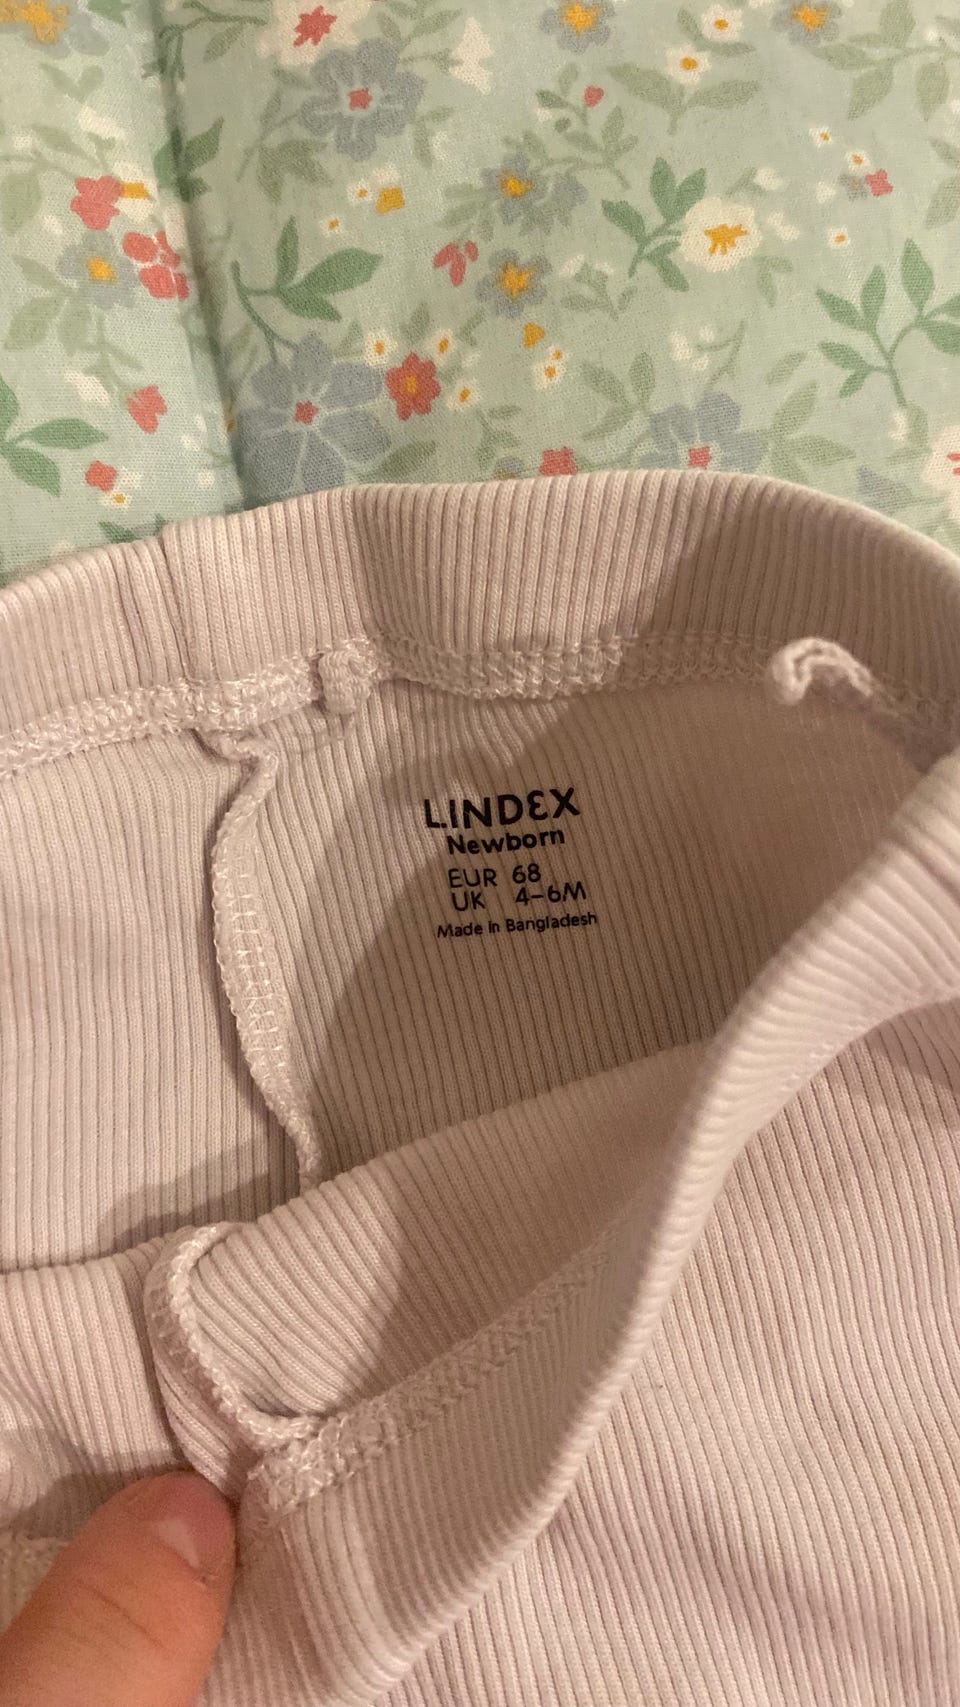 LINDEX
Newborn
EUR 68
UK 4-6M
Made in Bangladesh